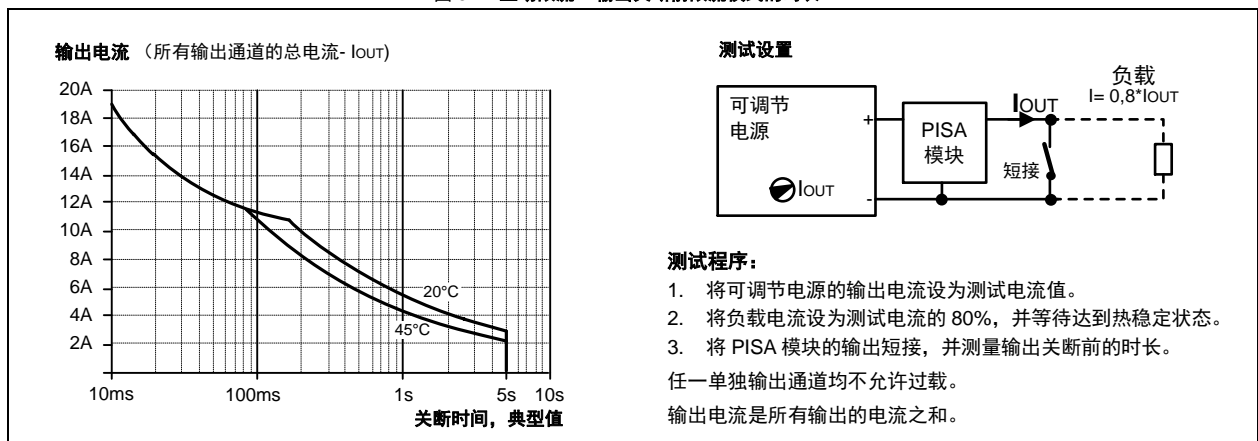 输出电流 （所有输出通道的总电流- IOUT)
20A
18A
16A
14A
12A
10A
8A
6A
4A
2A
20°C
45°C
10ms
100ms
1s
5s
10s
关断时间，典型值
测试设置
可调节
电源
IOUT
+
-
PISA
模块
IOUT
短接
负载
I= 0,8*IOUT
测试程序：
1. 将可调节电源的输出电流设为测试电流值。
2. 将负载电流设为测试电流的 80%，并等待达到热稳定状态。
3. 将 PISA 模块的输出短接，并测量输出关断前的时长。
任一单独输出通道均不允许过载。
输出电流是所有输出的电流之和。